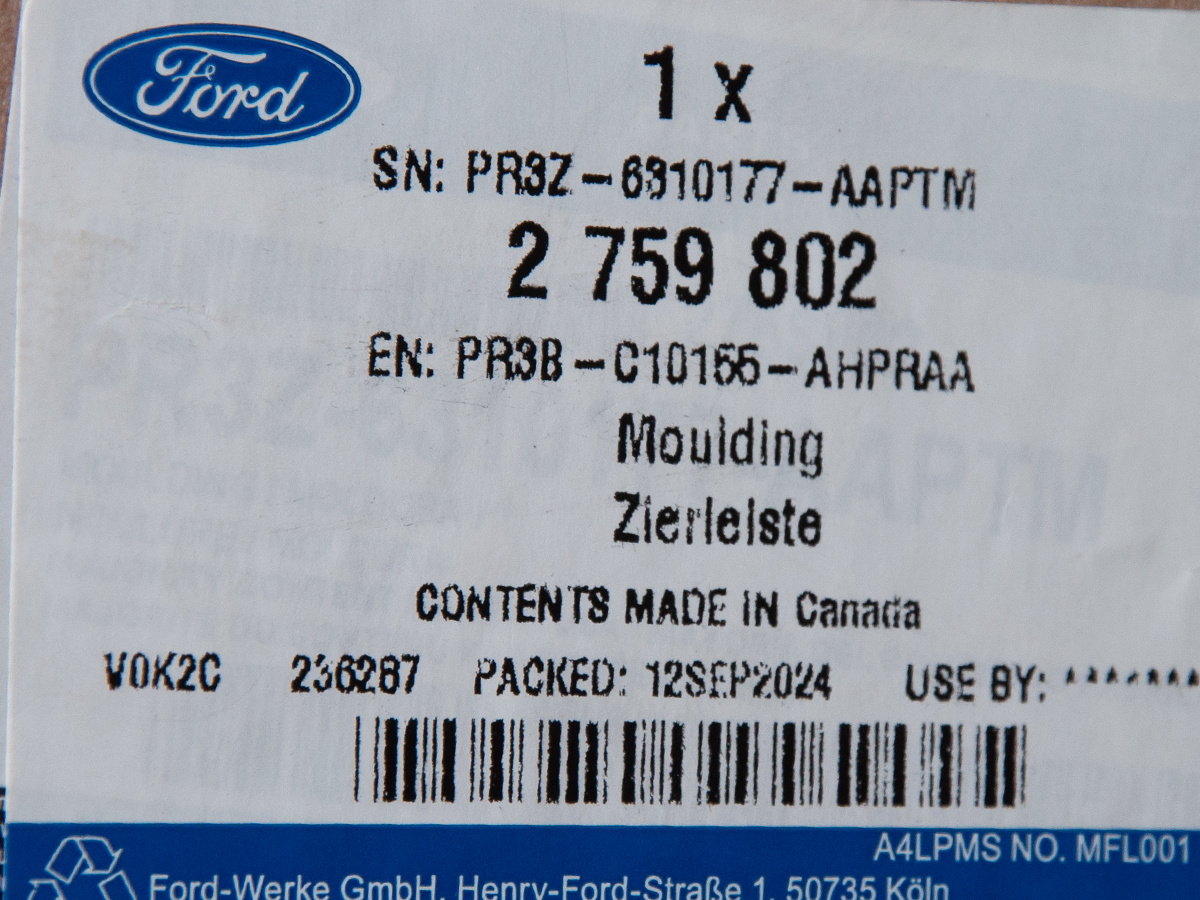 Ford
1 x
SN: PR3Z-6310177-AAPTM
2 759 802
EN: PR3B-C10155-AHPRAA
Moulding
Zierleiste
CONTENTS MADE IN Canada
V0K2C 236287 PACKED: 12SEP2024 USE BY: *******
A4LPMS NO. MFL001
Ford-Werke GmbH, Henry-Ford-Straße 1, 50735 Köln